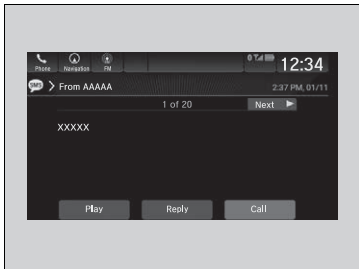 Phone Navigation FM 12:34
SMS From AAAAA 2:37 PM, 01/11
1 of 20 Next
XXXXX
Play Reply Call